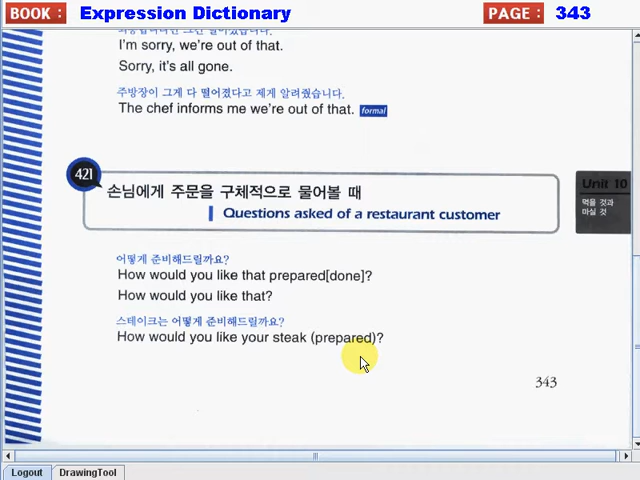 BOOK : Expression Dictionary PAGE : 343
I'm sorry, we're out of that.
Sorry, it's all gone.
주방장이 그게 다 떨어졌다고 제게 알려줬습니다.
The chef informs me we're out of that. formal
421
손님에게 주문을 구체적으로 물어볼 때
Questions asked of a restaurant customer
Unit 10
먹을 것과
마실 것
어떻게 준비해드릴까요?
How would you like that prepared[done]?
How would you like that?
스테이크는 어떻게 준비해드릴까요?
How would you like your steak (prepared)?
343
Logout DrawingTool